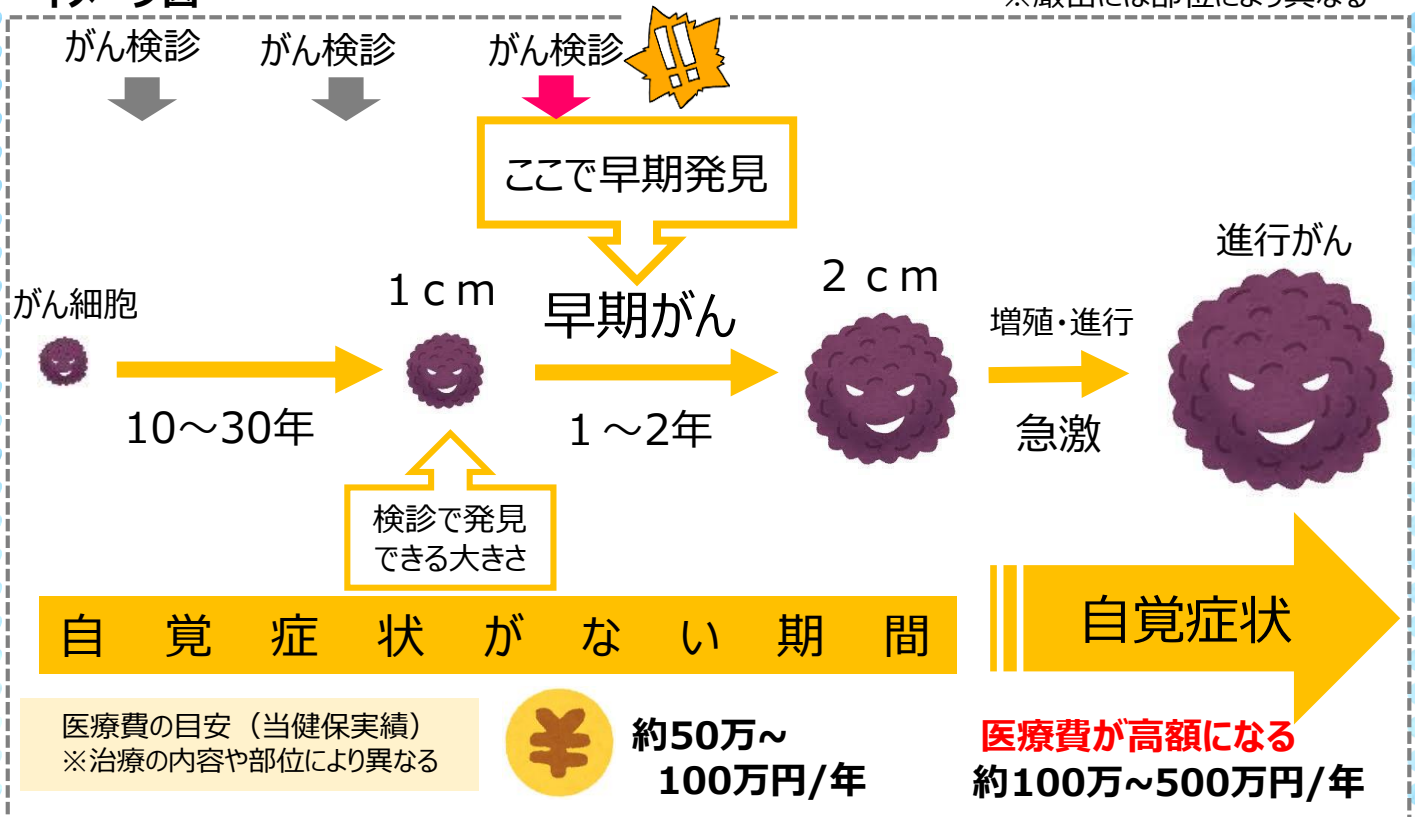 がん検診
がん検診
がん検診
!!
ここで早期発見
がん細胞
1ｃｍ
早期がん
2ｃｍ
進行がん
増殖・進行
10～30年
1～2年
急激
検診で発見
できる大きさ
自覚症状がない期間
自覚症状
医療費の目安（当健保実績）
※治療の内容や部位により異なる
¥
約50万~
100万円/年
医療費が高額になる
約100万~500万円/年